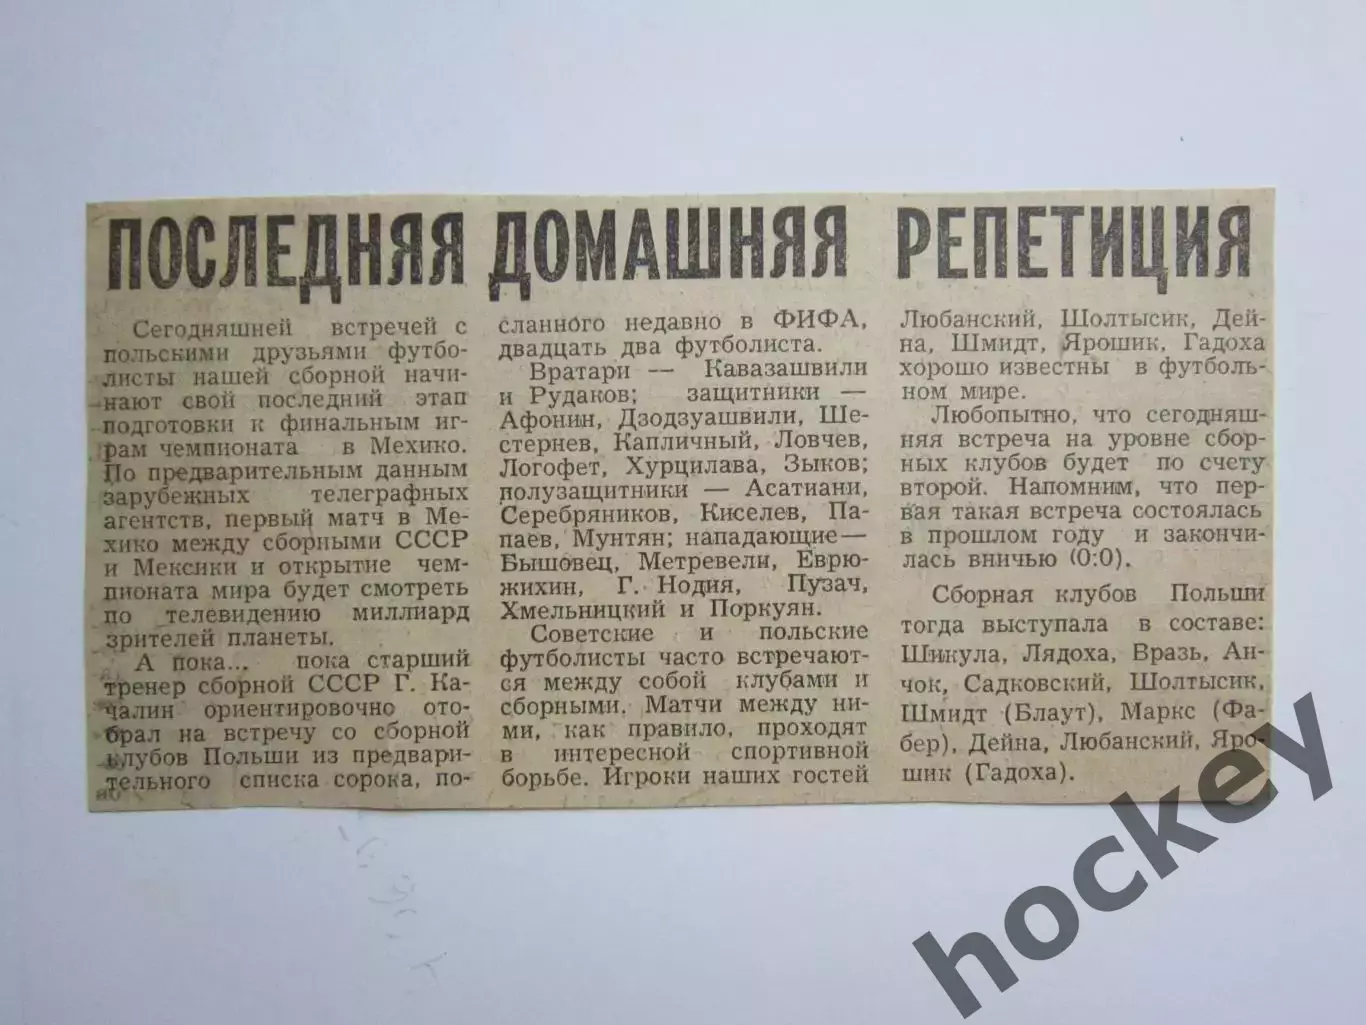 ПОСЛЕДНЯЯ ДОМАШНЯЯ РЕПЕТИЦИЯ
Сегодняшней встречей с
польскими друзьями футбо-
листы нашей сборной начи-
нают свой последний этап
подготовки к финальным иг-
рам чемпионата в Мехико.
По предварительным данным
зарубежных телеграфных
агентств, первый матч в Ме-
хико между сборными СССР
и Мексики и открытие чем-
пионата мира будет смотреть
по телевидению миллиард
зрителей планеты.
А пока... пока старший
тренер сборной СССР Г. Ка-
чалин ориентировочно ото-
брал на встречу со сборной
клубов Польши из предвари-
тельного списка сорока, по-
сланного недавно в ФИФА,
двадцать два футболиста.
Вратари — Кавазашвили
и Рудаков; защитники —
Афонин, Дзодзуашвили, Ше-
стернев, Капличный, Ловчев,
Логофет, Хурцилава, Зыков;
полузащитники — Асатиани,
Серебряников, Киселев, Па-
паев, Мунтян; нападающие —
Бышовец, Метревели, Еврю-
жихин, Г. Нодия, Пузач,
Хмельницкий и Поркуян.
Советские и польские
футболисты часто встречают-
ся между собой клубами и
сборными. Матчи между ни-
ми, как правило, проходят
в интересной спортивной
борьбе. Игроки наших гостей
Любанский, Шолтысик, Дей-
на, Шмидт, Ярошик, Гадоха
хорошо известны в футболь-
ном мире.
Любопытно, что сегодняш-
няя встреча на уровне сбор-
ных клубов будет по счету
второй. Напомним, что пер-
вая такая встреча состоялась
в прошлом году и закончи-
лась вничью (0:0).
Сборная клубов Польши
тогда выступала в составе:
Шикула, Лядоха, Вразь, Ан-
чок, Садковский, Шолтысик,
Шмидт (Блаут), Маркс (Фа-
бер), Дейна, Любанский, Яро-
шик (Гадоха).
hockey